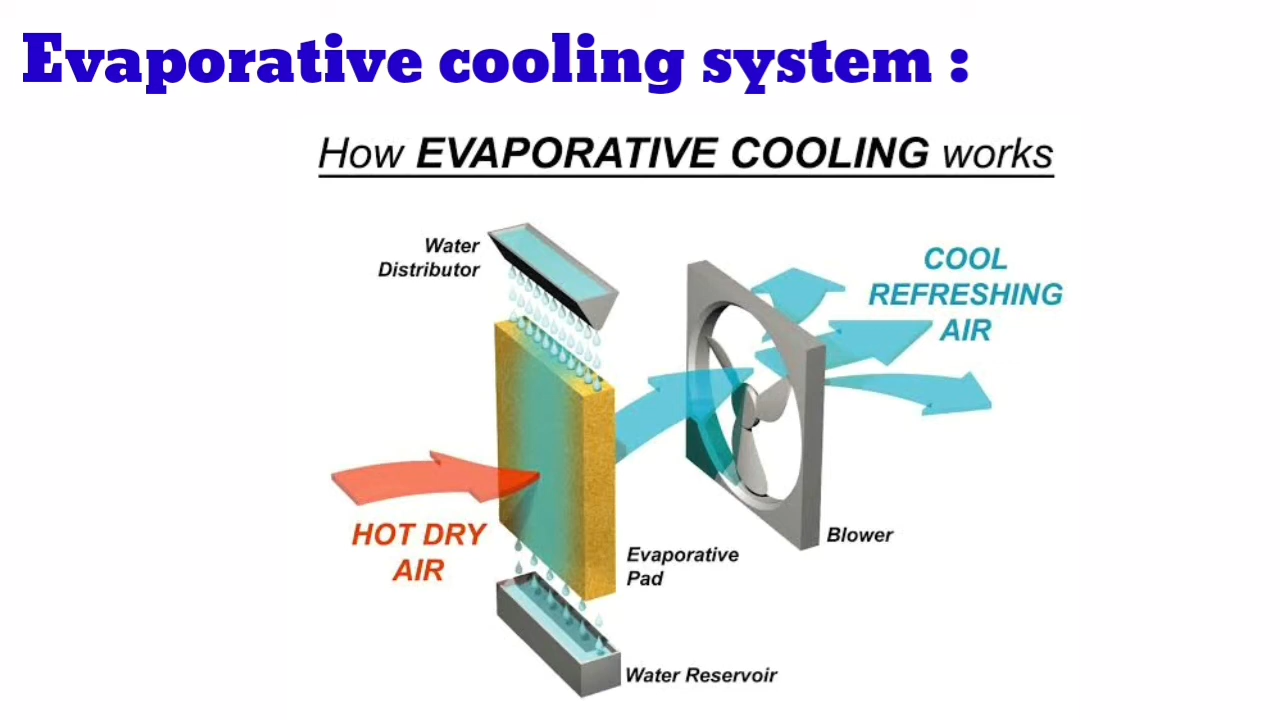 Evaporative cooling system :
How EVAPORATIVE COOLING works
Water
Distributor
COOL
REFRESHING
AIR
HOT DRY
AIR
Blower
Evaporative
Pad
Water Reservoir